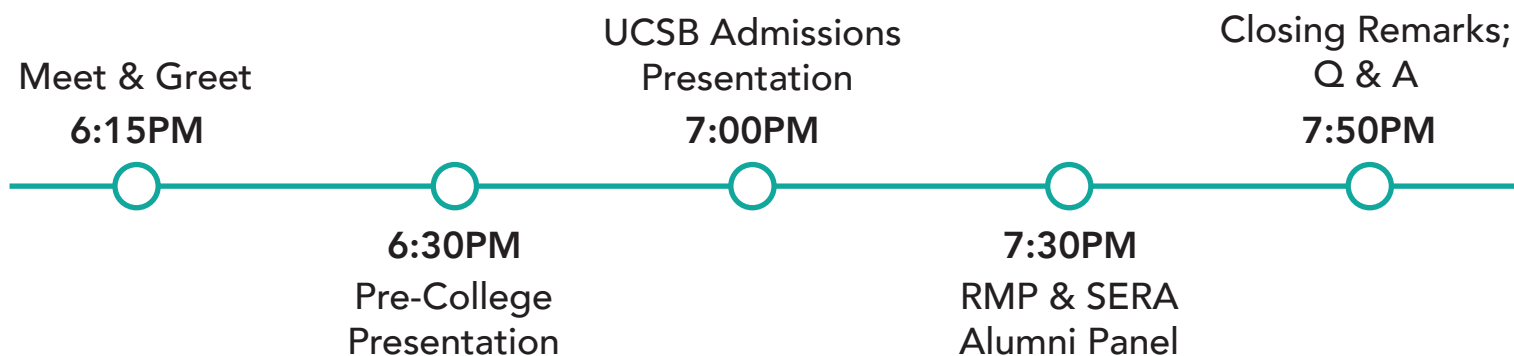 Meet & Greet
6:15PM
6:30PM
Pre-College
Presentation
UCSB Admissions
Presentation
7:00PM
7:30PM
RMP & SERA
Alumni Panel
Closing Remarks;
Q & A
7:50PM